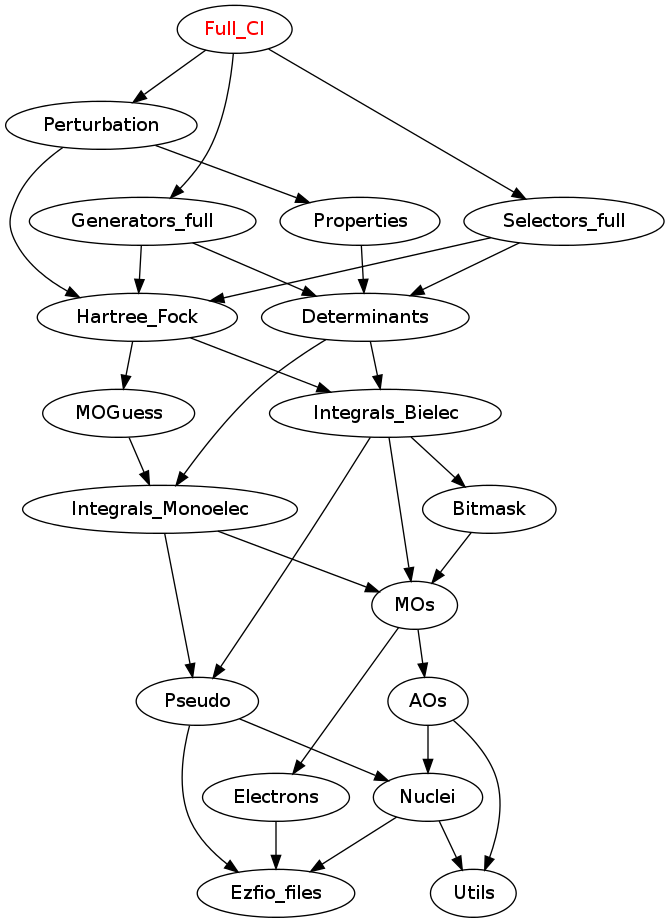 Full_CI
Perturbation
Generators_full
Properties
Selectors_full
Hartree_Fock
Determinants
MOGuess
Integrals_Bielec
Integrals_Monoelec
Bitmask
MOs
Pseudo
AOs
Electrons
Nuclei
Ezfio_files
Utils